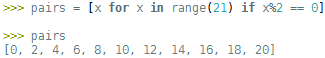 >>> pairs = [x for x in range(21) if x%2 == 0]
>>> pairs
[0, 2, 4, 6, 8, 10, 12, 14, 16, 18, 20]